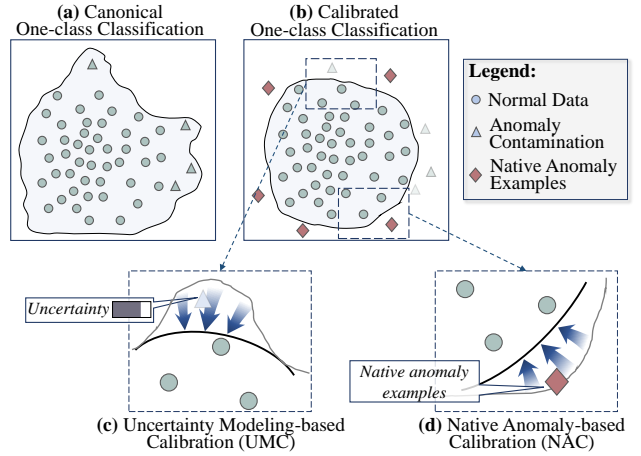 (a) Canonical
One-class Classification
(b) Calibrated
One-class Classification
Legend:
Normal Data
Anomaly
Contamination
Native Anomaly
Examples
Uncertainty
Native anomaly
examples
(c) Uncertainty Modeling-based
Calibration (UMC)
(d) Native Anomaly-based
Calibration (NAC)